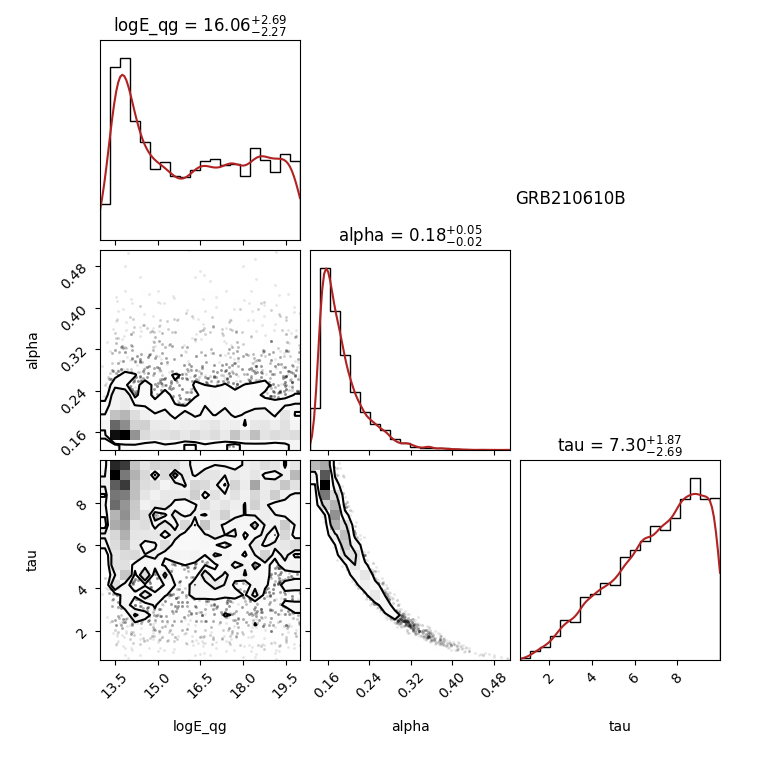 logE_qg = 16.06+2.69
−2.27
GRB210610B
alpha = 0.18+0.05
−0.02
alpha
0.48
0.40
0.32
0.24
0.16
tau = 7.30+1.87
−2.69
tau
8
6
4
2
13.5 15.0 16.5 18.0 19.5
0.16 0.24 0.32 0.40 0.48
2 4 6 8
logE_qg alpha tau